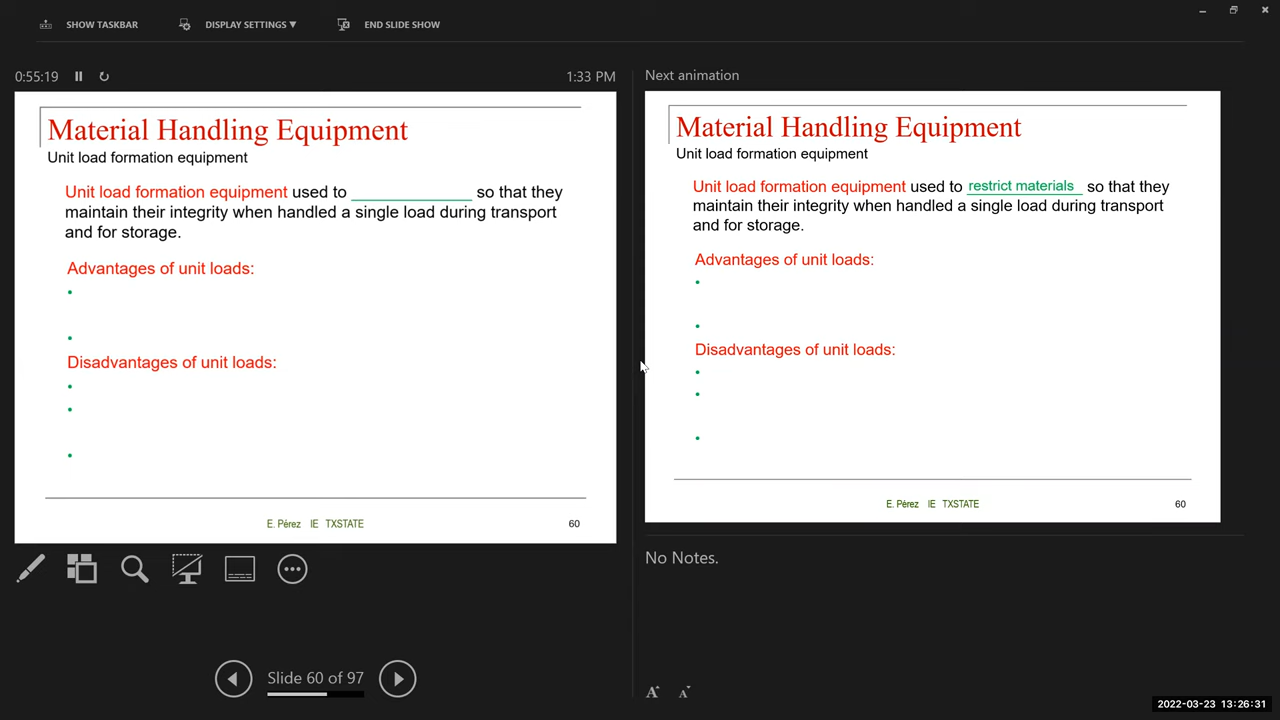 SHOW TASKBAR DISPLAY SETTINGS ▼ END SLIDE SHOW
0:55:19 1:33 PM
Material Handling Equipment
Unit load formation equipment
Unit load formation equipment used to ______________ so that they
maintain their integrity when handled a single load during transport
and for storage.
Advantages of unit loads:
•
•
Disadvantages of unit loads:
•
•
•
E. Pérez IE TXSTATE 60
Slide 60 of 97
Next animation
Material Handling Equipment
Unit load formation equipment
Unit load formation equipment used to restrict materials so that they
maintain their integrity when handled a single load during transport
and for storage.
Advantages of unit loads:
•
•
Disadvantages of unit loads:
•
•
•
E. Pérez IE TXSTATE 60
No Notes.
A A
2022-03-23 13:26:31